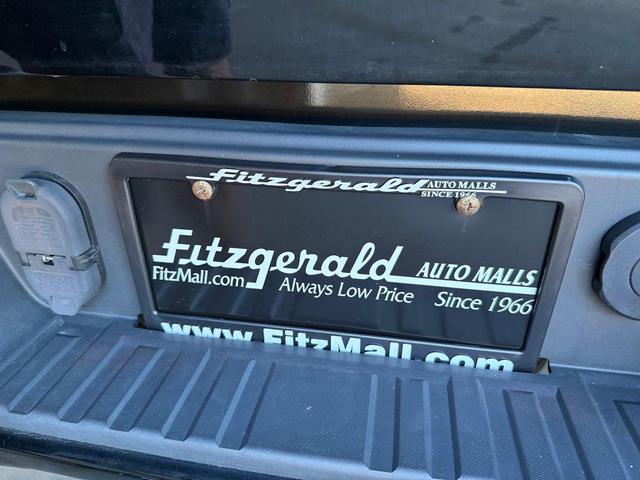 Fitzgerald AUTO MALLS
SINCE 1966
Fitzgerald AUTO MALLS
FitzMall.com Always Low Price Since 1966
www.FitzMall.com